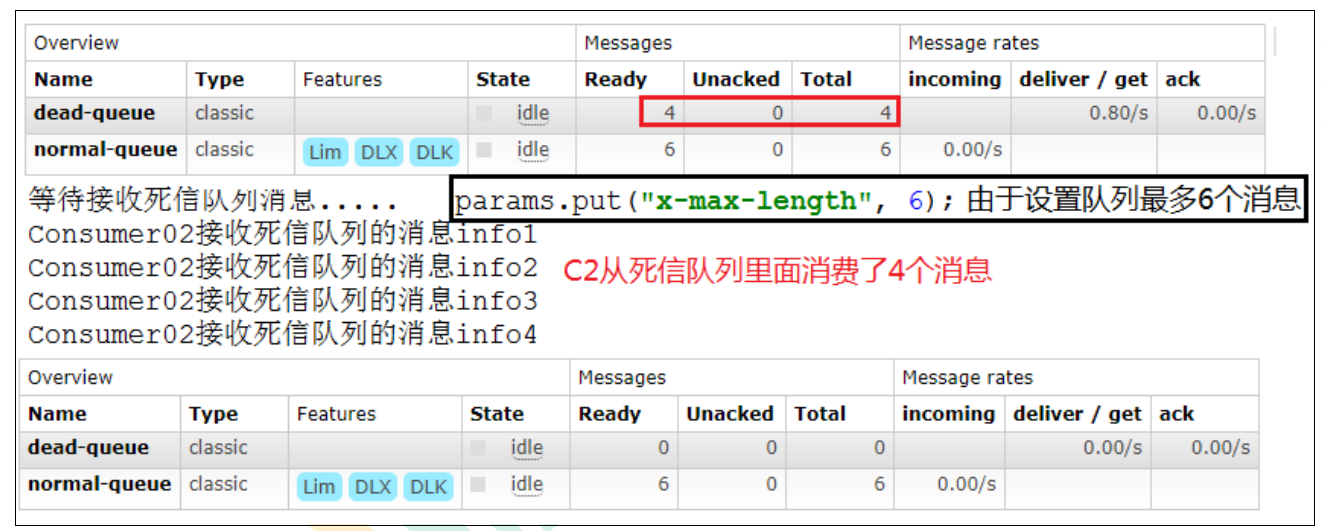 Overview Messages Message rates
Name Type Features State Ready Unacked Total incoming deliver / get ack
dead-queue classic idle 4 0 4 0.80/s 0.00/s
normal-queue classic Lim DLX DLK idle 6 0 6 0.00/s
等待接收死信队列消息..... params.put("x-max-length", 6); 由于设置队列最多6个消息
Consumer02接收死信队列的消息info1
Consumer02接收死信队列的消息info2 C2从死信队列里面消费了4个消息
Consumer02接收死信队列的消息info3
Consumer02接收死信队列的消息info4
Overview Messages Message rates
Name Type Features State Ready Unacked Total incoming deliver / get ack
dead-queue classic idle 0 0 0 0.00/s 0.00/s
normal-queue classic Lim DLX DLK idle 6 0 6 0.00/s